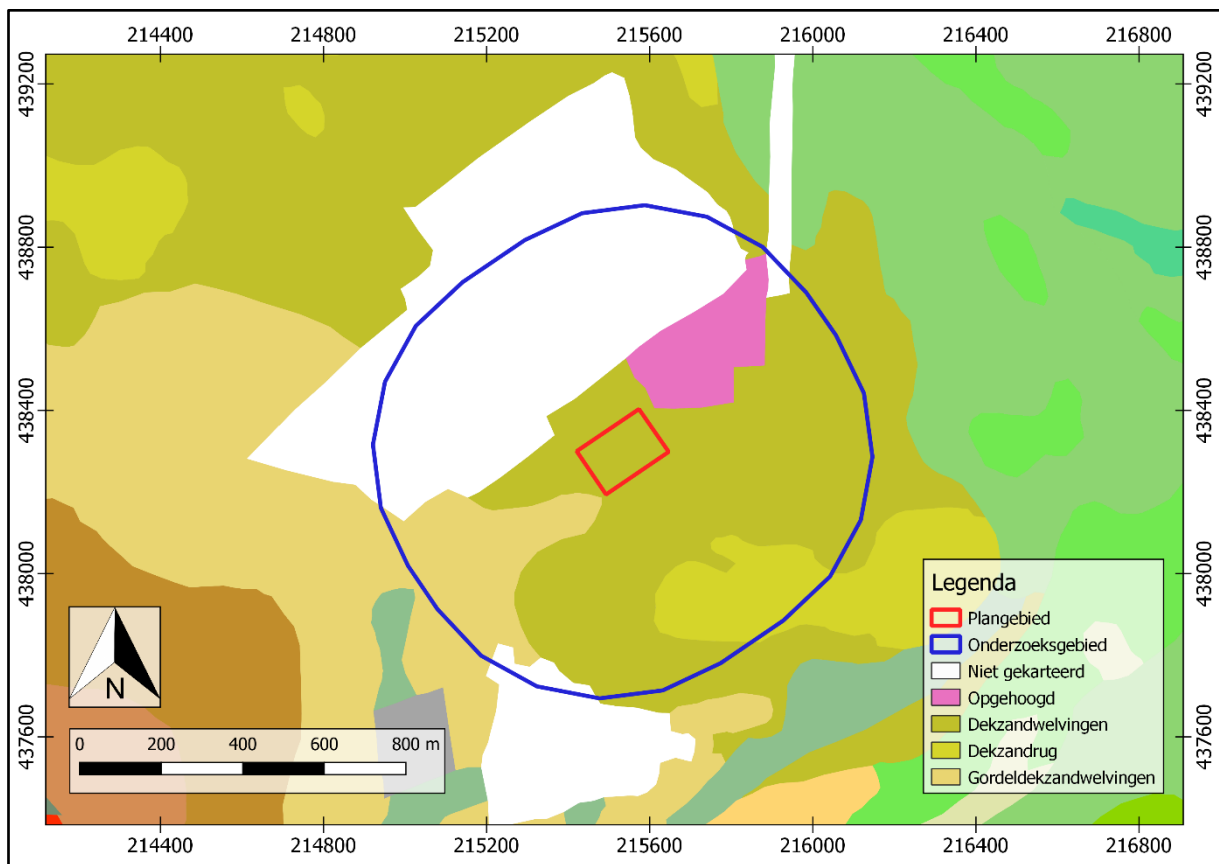 214400 214800 215200 215600 216000 216400 216800
439200 439200
438800 438800
438400 438400
438000 438000
437600 437600
Legenda
Plangebied
Onderzoeksgebied
Niet gekarteerd
Opgehoogd
Dekzandwelvingen
Dekzandrug
Gordeldekzandwelvingen
N
0 200 400 600 800 m
214400 214800 215200 215600 216000 216400 216800